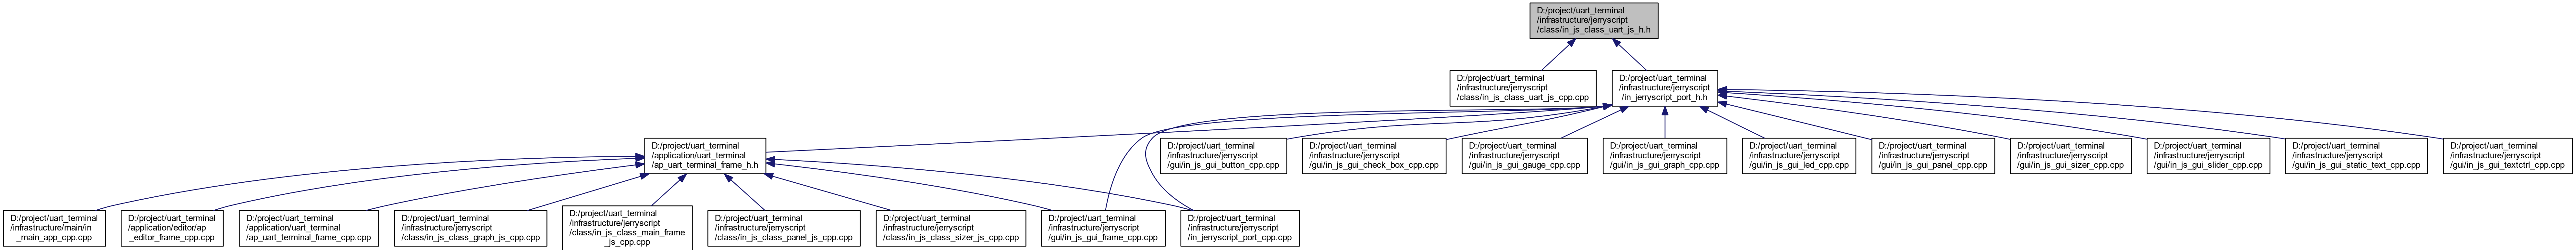 D:/project/uart_terminal
/infrastructure/jerryscript
/class/in_js_class_uart_js_h.h
D:/project/uart_terminal
/infrastructure/jerryscript
/class/in_js_class_uart_js_cpp.cpp
D:/project/uart_terminal
/infrastructure/jerryscript
/in_jerryscript_port_h.h
D:/project/uart_terminal
/application/uart_terminal
/ap_uart_terminal_frame_h.h
D:/project/uart_terminal
/infrastructure/jerryscript
/gui/in_js_gui_button_cpp.cpp
D:/project/uart_terminal
/infrastructure/jerryscript
/gui/in_js_gui_check_box_cpp.cpp
D:/project/uart_terminal
/infrastructure/jerryscript
/gui/in_js_gui_gauge_cpp.cpp
D:/project/uart_terminal
/infrastructure/jerryscript
/gui/in_js_gui_graph_cpp.cpp
D:/project/uart_terminal
/infrastructure/jerryscript
/gui/in_js_gui_led_cpp.cpp
D:/project/uart_terminal
/infrastructure/jerryscript
/gui/in_js_gui_panel_cpp.cpp
D:/project/uart_terminal
/infrastructure/jerryscript
/gui/in_js_gui_sizer_cpp.cpp
D:/project/uart_terminal
/infrastructure/jerryscript
/gui/in_js_gui_slider_cpp.cpp
D:/project/uart_terminal
/infrastructure/jerryscript
/gui/in_js_gui_static_text_cpp.cpp
D:/project/uart_terminal
/infrastructure/jerryscript
/gui/in_js_gui_textctrl_cpp.cpp
D:/project/uart_terminal
/infrastructure/main/in
_main_app_cpp.cpp
D:/project/uart_terminal
/application/editor/ap
_editor_frame_cpp.cpp
D:/project/uart_terminal
/application/uart_terminal
/ap_uart_terminal_frame_cpp.cpp
D:/project/uart_terminal
/infrastructure/jerryscript
/class/in_js_class_graph_js_cpp.cpp
D:/project/uart_terminal
/infrastructure/jerryscript
/class/in_js_class_main_frame
_js_cpp.cpp
D:/project/uart_terminal
/infrastructure/jerryscript
/class/in_js_class_panel_js_cpp.cpp
D:/project/uart_terminal
/infrastructure/jerryscript
/class/in_js_class_sizer_js_cpp.cpp
D:/project/uart_terminal
/infrastructure/jerryscript
/gui/in_js_gui_frame_cpp.cpp
D:/project/uart_terminal
/infrastructure/jerryscript
/in_jerryscript_port_cpp.cpp